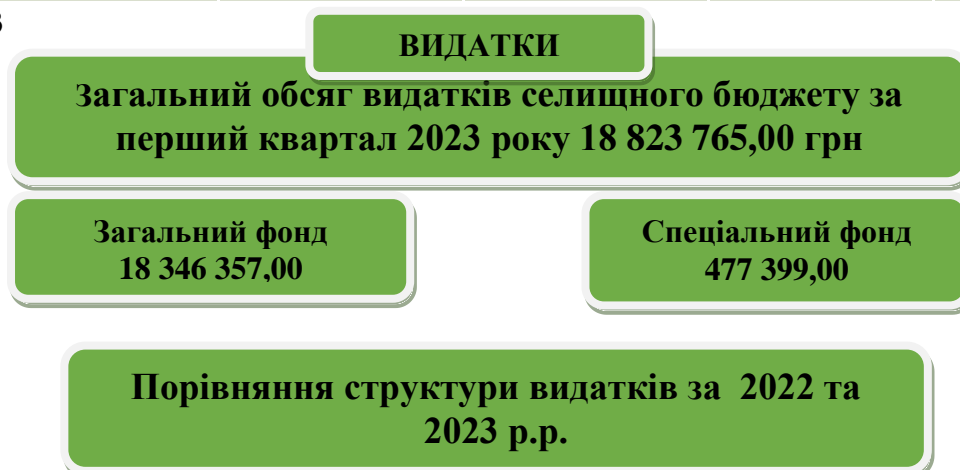 ВИДАТКИ
Загальний обсяг видатків селищного бюджету за
перший квартал 2023 року 18 823 765,00 грн
Загальний фонд
18 346 357,00
Спеціальний фонд
477 399,00
Порівняння структури видатків за 2022 та
2023 р.р.